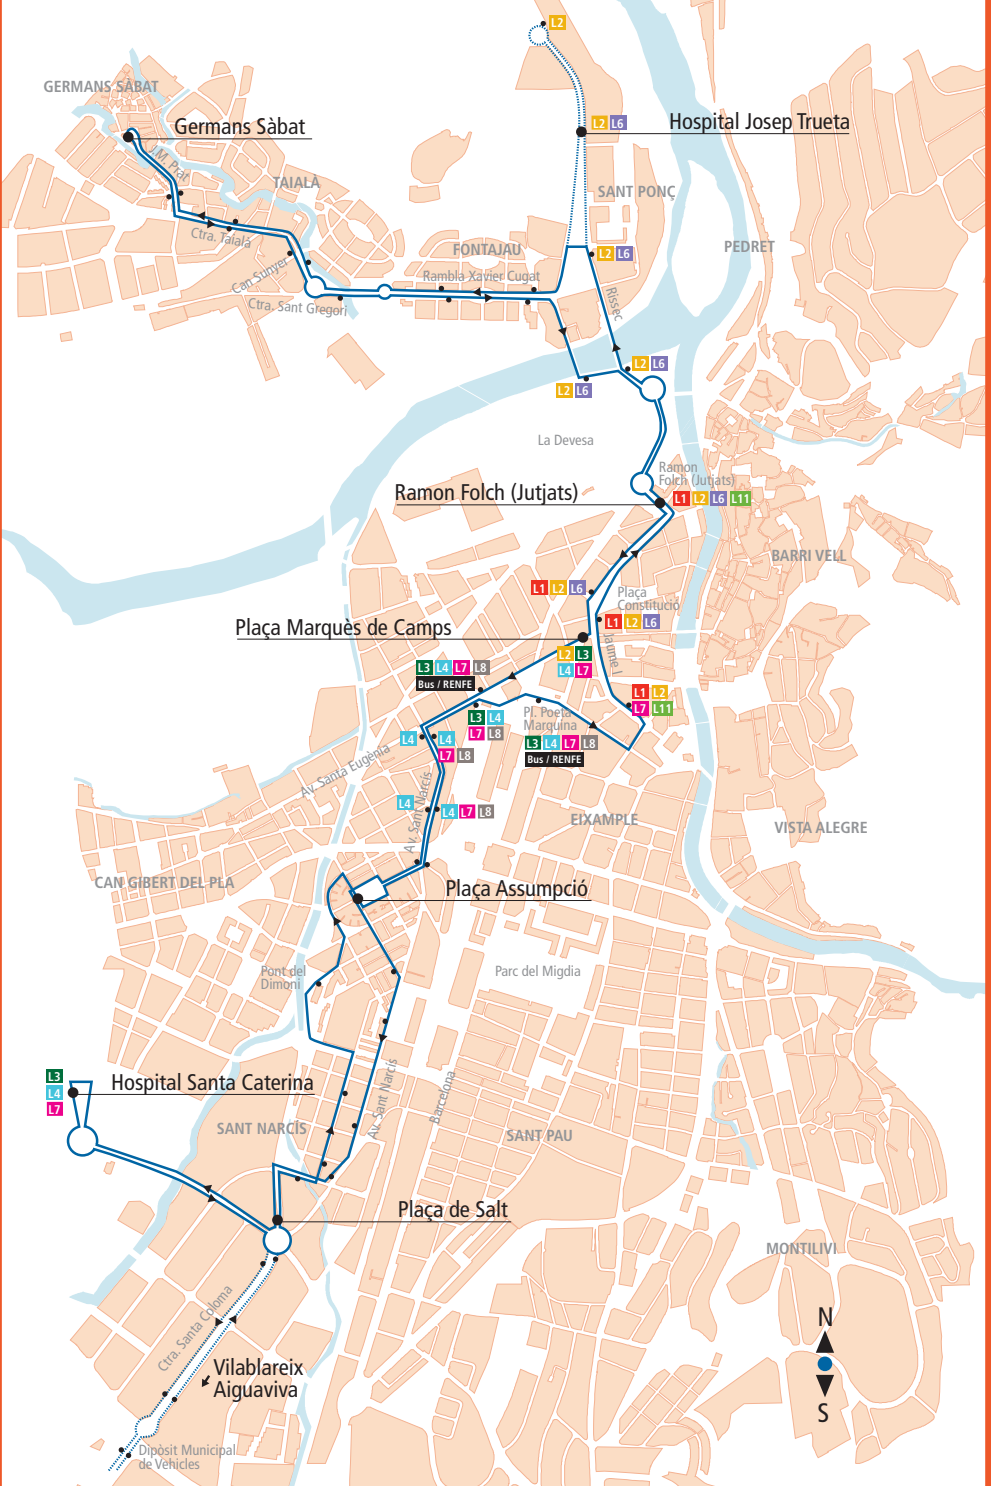 L2
GERMANS SÀBAT
Germans Sàbat
L2 L6
Hospital Josep Trueta
J.M. Prat
TAIALÀ
SANT PONÇ
Ctra. Taialà
FONTAJAU
L2 L6
PEDRET
Can Sunyer
Rambla Xavier Cugat
Ctra. Sant Gregori
Rissec
L2 L6
L2 L6
La Devesa
Ramon
Folch (Jutjats)
Ramon Folch (Jutjats)
L1 L2 L6 L11
BARRI VELL
L1 L2 L6
Plaça
Constitució
L1 L2 L6
Plaça Marquès de Camps
Jaume I
L2 L3
L4 L7
L3 L4 L7 L8
Bus / RENFE
L1 L2
L7 L11
L3 L4
L7 L8
Pl. Poeta
Marquina
L3 L4 L7 L8
Bus / RENFE
L4 L4
L7 L8
Av. Santa Eugènia
Av. Sant Narcís
L4
L4 L7 L8
EIXAMPLE
VISTA ALEGRE
CAN GIBERT DEL PLA
Plaça Assumpció
Pont del
Dimoni
Parc del Migdia
Av. Sant Narcís
Barcelona
L3
L4
L7
Hospital Santa Caterina
SANT NARCÍS
SANT PAU
Plaça de Salt
MONTILIVI
Ctra. Santa Coloma
N
S
Vilablareix
Aiguaviva
Dipòsit Municipal
de Vehicles